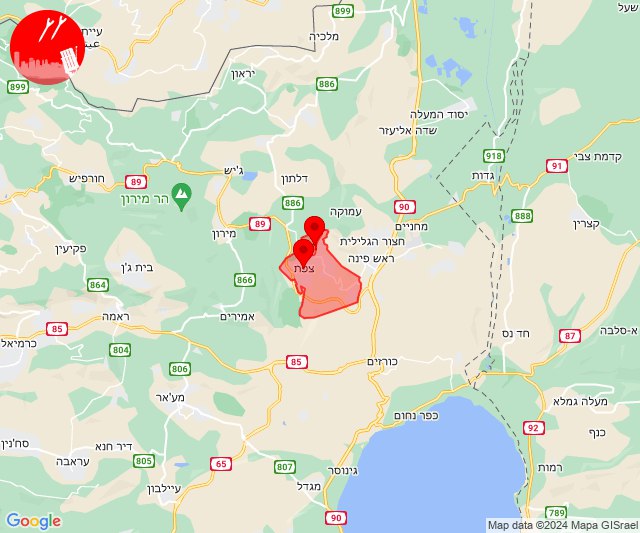 899
עייתא
מלכיה
899
יראון
886
יסוד המעלה
שדה אליעזר
918
91
קדמת צבי
גדות
ג'יש
דלתון
89
חורפיש
הר מירון
886
עמוקה
90
888
קצרין
89
מירון
מחניים
חצור הגלילית
ראש פינה
פקיעין
בית ג'ן
866
צפת
864
ראמה
אמירים
85
כרמיאל
804
חד נס
87
א-סלבה
806
85
כורזים
מע'אר
כפר נחום
מעלה גמלא
92
כנף
סח'נין
דיר חנא
עראבה
805
65
807
גינוסר
רמות
עיילבון
מגדל
90
789
Google
Map data ©2024 Mapa GISrael